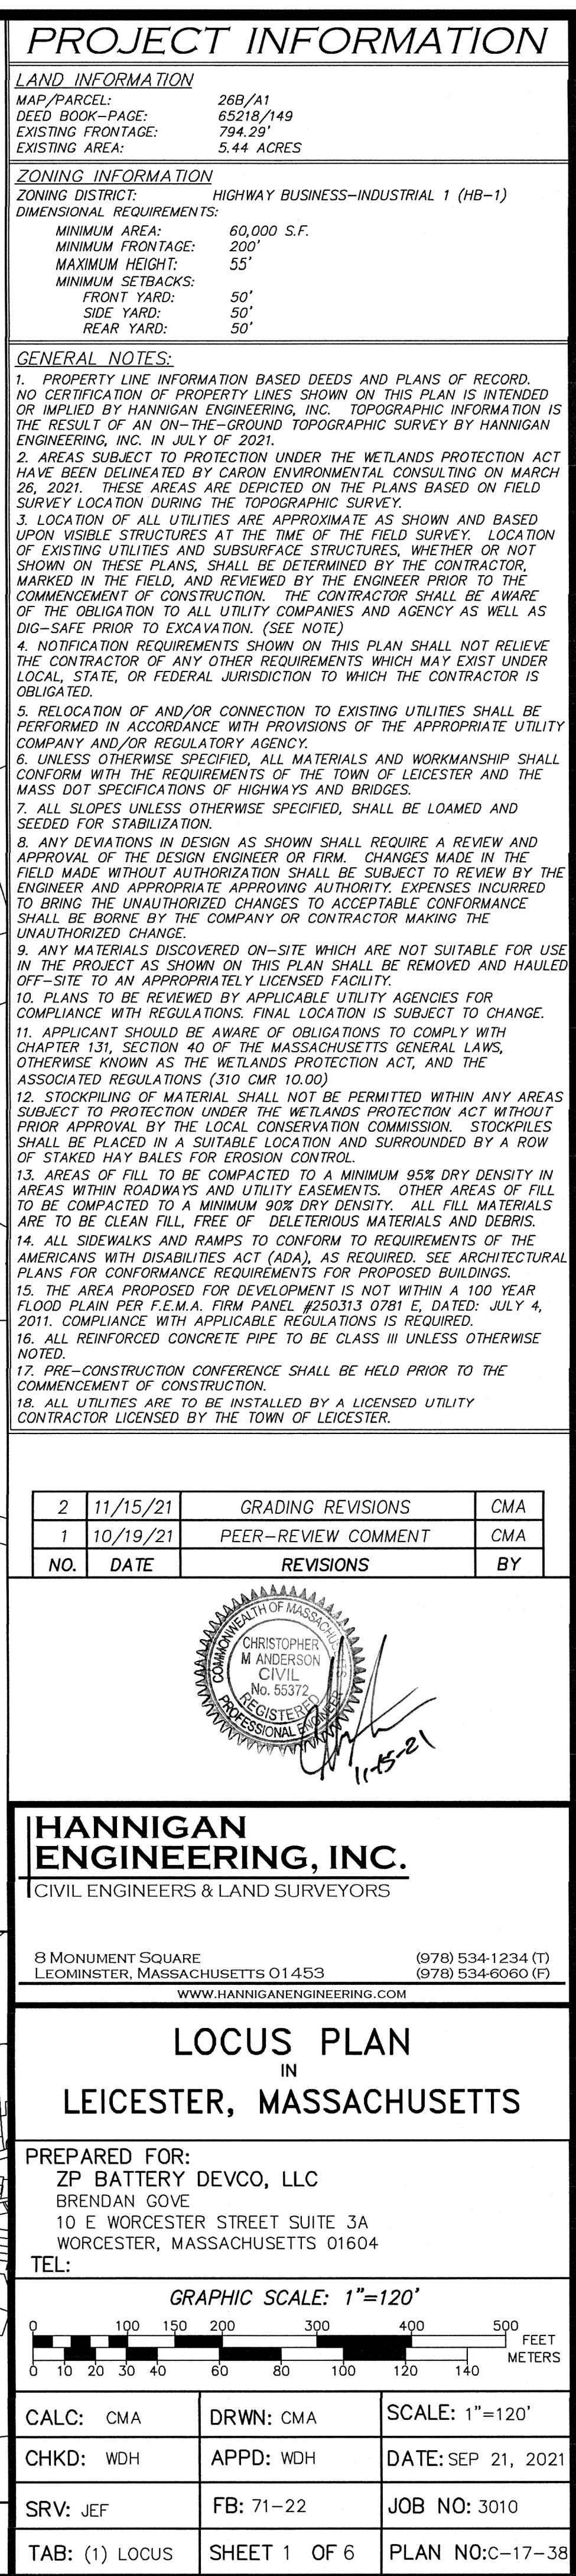 PROJECT INFORMATION
LAND INFORMATION
MAP/PARCEL: 26B/A1
DEED BOOK-PAGE: 65218/149
EXISTING FRONTAGE: 794.29'
EXISTING AREA: 5.44 ACRES
ZONING INFORMATION
ZONING DISTRICT: HIGHWAY BUSINESS-INDUSTRIAL 1 (HB-1)
DIMENSIONAL REQUIREMENTS:
MINIMUM AREA: 60,000 S.F.
MINIMUM FRONTAGE: 200'
MAXIMUM HEIGHT: 55'
MINIMUM SETBACKS:
FRONT YARD: 50'
SIDE YARD: 50'
REAR YARD: 50'
GENERAL NOTES:
1. PROPERTY LINE INFORMATION BASED DEEDS AND PLANS OF RECORD.
NO CERTIFICATION OF PROPERTY LINES SHOWN ON THIS PLAN IS INTENDED
OR IMPLIED BY HANNIGAN ENGINEERING, INC. TOPOGRAPHIC INFORMATION IS
THE RESULT OF AN ON-THE-GROUND TOPOGRAPHIC SURVEY BY HANNIGAN
ENGINEERING, INC. IN JULY OF 2021.
2. AREAS SUBJECT TO PROTECTION UNDER THE WETLANDS PROTECTION ACT
HAVE BEEN DELINEATED BY CARON ENVIRONMENTAL CONSULTING ON MARCH
26, 2021. THESE AREAS ARE DEPICTED ON THE PLANS BASED ON FIELD
SURVEY LOCATION DURING THE TOPOGRAPHIC SURVEY.
3. LOCATION OF ALL UTILITIES ARE APPROXIMATE AS SHOWN AND BASED
UPON VISIBLE STRUCTURES AT THE TIME OF THE FIELD SURVEY. LOCATION
OF EXISTING UTILITIES AND SUBSURFACE STRUCTURES, WHETHER OR NOT
SHOWN ON THESE PLANS, SHALL BE DETERMINED BY THE CONTRACTOR,
MARKED IN THE FIELD, AND REVIEWED BY THE ENGINEER PRIOR TO THE
COMMENCEMENT OF CONSTRUCTION. THE CONTRACTOR SHALL BE AWARE
OF THE OBLIGATION TO ALL UTILITY COMPANIES AND AGENCY AS WELL AS
DIG-SAFE PRIOR TO EXCAVATION. (SEE NOTE)
4. NOTIFICATION REQUIREMENTS SHOWN ON THIS PLAN SHALL NOT RELIEVE
THE CONTRACTOR OF ANY OTHER REQUIREMENTS WHICH MAY EXIST UNDER
LOCAL, STATE, OR FEDERAL JURISDICTION TO WHICH THE CONTRACTOR IS
OBLIGATED.
5. RELOCATION OF AND/OR CONNECTION TO EXISTING UTILITIES SHALL BE
PERFORMED IN ACCORDANCE WITH PROVISIONS OF THE APPROPRIATE UTILITY
COMPANY AND/OR REGULATORY AGENCY.
6. UNLESS OTHERWISE SPECIFIED, ALL MATERIALS AND WORKMANSHIP SHALL
CONFORM WITH THE REQUIREMENTS OF THE TOWN OF LEICESTER AND THE
MASS DOT SPECIFICATIONS OF HIGHWAYS AND BRIDGES.
7. ALL SLOPES UNLESS OTHERWISE SPECIFIED, SHALL BE LOAMED AND
SEEDED FOR STABILIZATION.
8. ANY DEVIATIONS IN DESIGN AS SHOWN SHALL REQUIRE A REVIEW AND
APPROVAL OF THE DESIGN ENGINEER OR FIRM. CHANGES MADE IN THE
FIELD MADE WITHOUT AUTHORIZATION SHALL BE SUBJECT TO REVIEW BY THE
ENGINEER AND APPROPRIATE APPROVING AUTHORITY. EXPENSES INCURRED
TO BRING THE UNAUTHORIZED CHANGES TO ACCEPTABLE CONFORMANCE
SHALL BE BORNE BY THE COMPANY OR CONTRACTOR MAKING THE
UNAUTHORIZED CHANGE.
9. ANY MATERIALS DISCOVERED ON-SITE WHICH ARE NOT SUITABLE FOR USE
IN THE PROJECT AS SHOWN ON THIS PLAN SHALL BE REMOVED AND HAULED
OFF-SITE TO AN APPROPRIATELY LICENSED FACILITY.
10. PLANS TO BE REVIEWED BY APPLICABLE UTILITY AGENCIES FOR
COMPLIANCE WITH REGULATIONS. FINAL LOCATION IS SUBJECT TO CHANGE.
11. APPLICANT SHOULD BE AWARE OF OBLIGATIONS TO COMPLY WITH
CHAPTER 131, SECTION 40 OF THE MASSACHUSETTS GENERAL LAWS,
OTHERWISE KNOWN AS THE WETLANDS PROTECTION ACT, AND THE
ASSOCIATED REGULATIONS (310 CMR 10.00)
12. STOCKPILING OF MATERIAL SHALL NOT BE PERMITTED WITHIN ANY AREAS
SUBJECT TO PROTECTION UNDER THE WETLANDS PROTECTION ACT WITHOUT
PRIOR APPROVAL BY THE LOCAL CONSERVATION COMMISSION. STOCKPILES
SHALL BE PLACED IN A SUITABLE LOCATION AND SURROUNDED BY A ROW
OF STAKED HAY BALES FOR EROSION CONTROL.
13. AREAS OF FILL TO BE COMPACTED TO A MINIMUM 95% DRY DENSITY IN
AREAS WITHIN ROADWAYS AND UTILITY EASEMENTS. OTHER AREAS OF FILL
TO BE COMPACTED TO A MINIMUM 90% DRY DENSITY. ALL FILL MATERIALS
ARE TO BE CLEAN FILL, FREE OF DELETERIOUS MATERIALS AND DEBRIS.
14. ALL SIDEWALKS AND RAMPS TO CONFORM TO REQUIREMENTS OF THE
AMERICANS WITH DISABILITIES ACT (ADA), AS REQUIRED. SEE ARCHITECTURAL
PLANS FOR CONFORMANCE REQUIREMENTS FOR PROPOSED BUILDINGS.
15. THE AREA PROPOSED FOR DEVELOPMENT IS NOT WITHIN A 100 YEAR
FLOOD PLAIN PER F.E.M.A. FIRM PANEL #250313 0781 E, DATED: JULY 4,
2011. COMPLIANCE WITH APPLICABLE REGULATIONS IS REQUIRED.
16. ALL REINFORCED CONCRETE PIPE TO BE CLASS III UNLESS OTHERWISE
NOTED.
17. PRE-CONSTRUCTION CONFERENCE SHALL BE HELD PRIOR TO THE
COMMENCEMENT OF CONSTRUCTION.
18. ALL UTILITIES ARE TO BE INSTALLED BY A LICENSED UTILITY
CONTRACTOR LICENSED BY THE TOWN OF LEICESTER.
2 11/15/21 GRADING REVISIONS CMA
1 10/19/21 PEER-REVIEW COMMENT CMA
NO. DATE REVISIONS BY
COMMONWEALTH OF MASSACHUSETTS
CHRISTOPHER
M ANDERSON
CIVIL
No. 55372
REGISTERED
PROFESSIONAL ENGINEER
11-15-21
HANNIGAN
ENGINEERING, INC.
CIVIL ENGINEERS & LAND SURVEYORS
8 MONUMENT SQUARE (978) 534-1234 (T)
LEOMINSTER, MASSACHUSETTS 01453 (978) 534-6060 (F)
WWW.HANNIGANENGINEERING.COM
LOCUS PLAN
IN
LEICESTER, MASSACHUSETTS
PREPARED FOR:
ZP BATTERY DEVCO, LLC
BRENDAN GOVE
10 E WORCESTER STREET SUITE 3A
WORCESTER, MASSACHUSETTS 01604
TEL:
GRAPHIC SCALE: 1"=120'
0 100 150 200 300 400 500
FEET
METERS
0 10 20 30 40 60 80 100 120 140
CALC: CMA DRWN: CMA SCALE: 1"=120'
CHKD: WDH APPD: WDH DATE: SEP 21, 2021
SRV: JEF FB: 71-22 JOB NO: 3010
TAB: (1) LOCUS SHEET 1 OF 6 PLAN NO: C-17-38